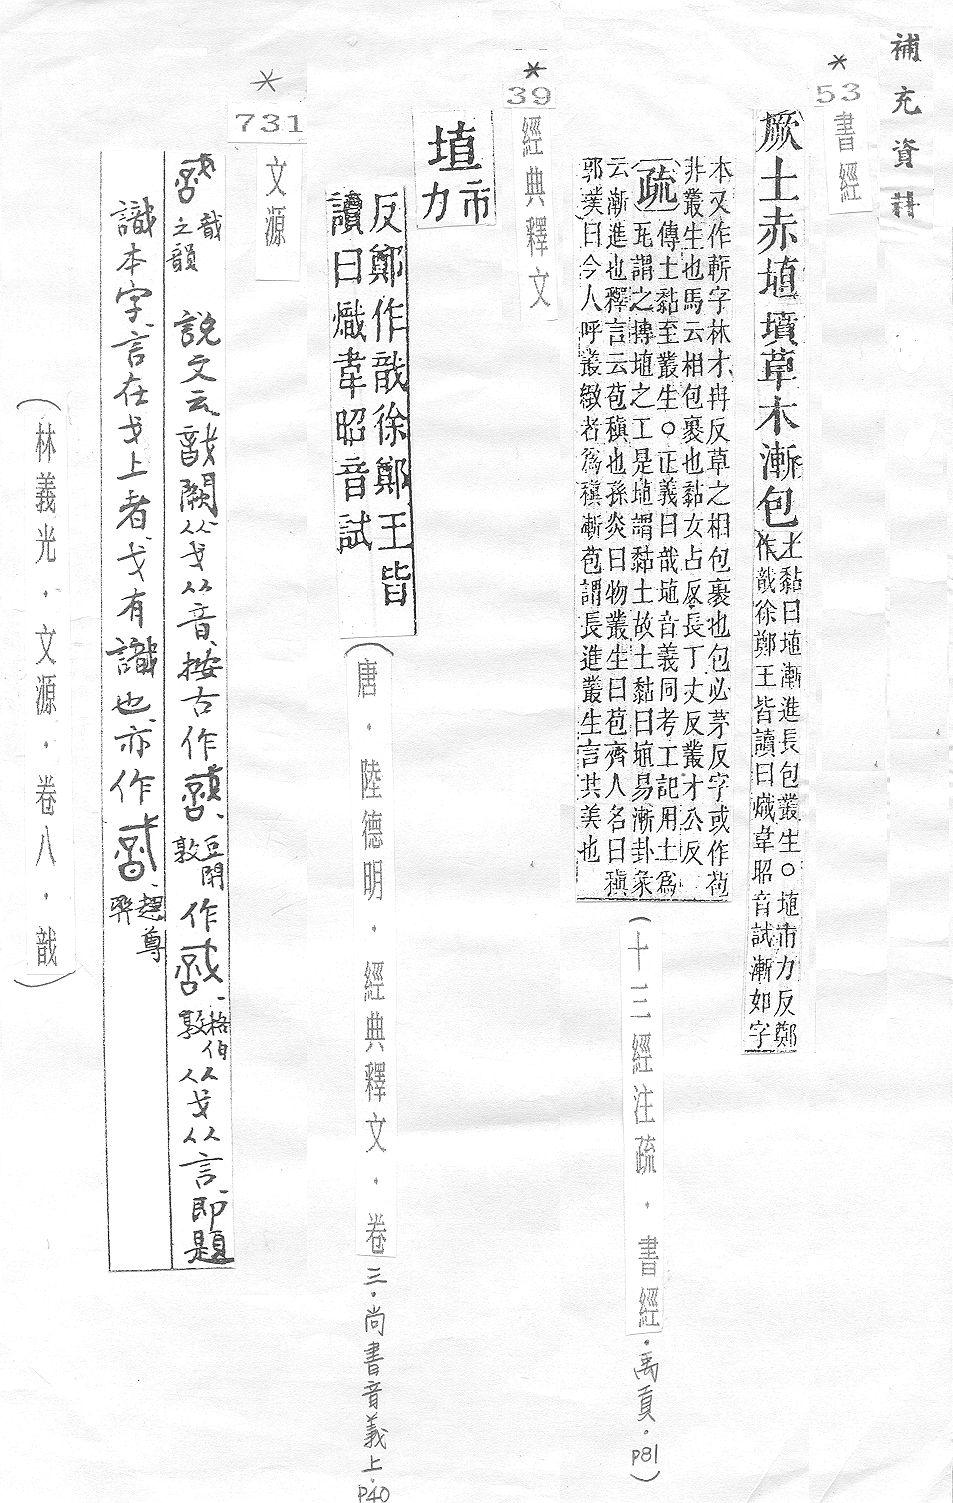 補充資料
*
53
書經
厥土赤埴墳草木漸包
土黏曰埴漸進長包叢生○埴市力反鄭
作戠徐鄭王皆讀曰熾韋昭音試漸如字
本又作蔪字林才冉反草之相包裹也包必茅反字或作苞
非叢生也馬云相包裹也黏女占反長丁丈反叢才公反
疏
傳土黏至叢生○正義曰戠埴音義同考工記用土為
瓦謂之摶埴之工是埴謂黏土故土黏曰埴易漸卦彖
云漸進也釋言云苞稹也孫炎曰物叢生曰苞齊人名曰稹
郭璞曰今人呼叢緻者為稹漸苞謂長進叢生言其美也
(十三經注疏．書經．禹貢。P81)
*
39
經典釋文
埴市力
反鄭作戠徐鄭王皆
讀曰熾韋昭音試
(唐．陸德明．經典釋文．卷三．尚書音義上．P40
*
731
文源
戠
之韻
說文云戠闕从戈从音、按古作、
豆閉
敦
作、
格伯
敦
从戈从言、即題
識本字、言在戈上者、戈有識也、亦作、
趩尊
(林義光．文源．卷八．戠)